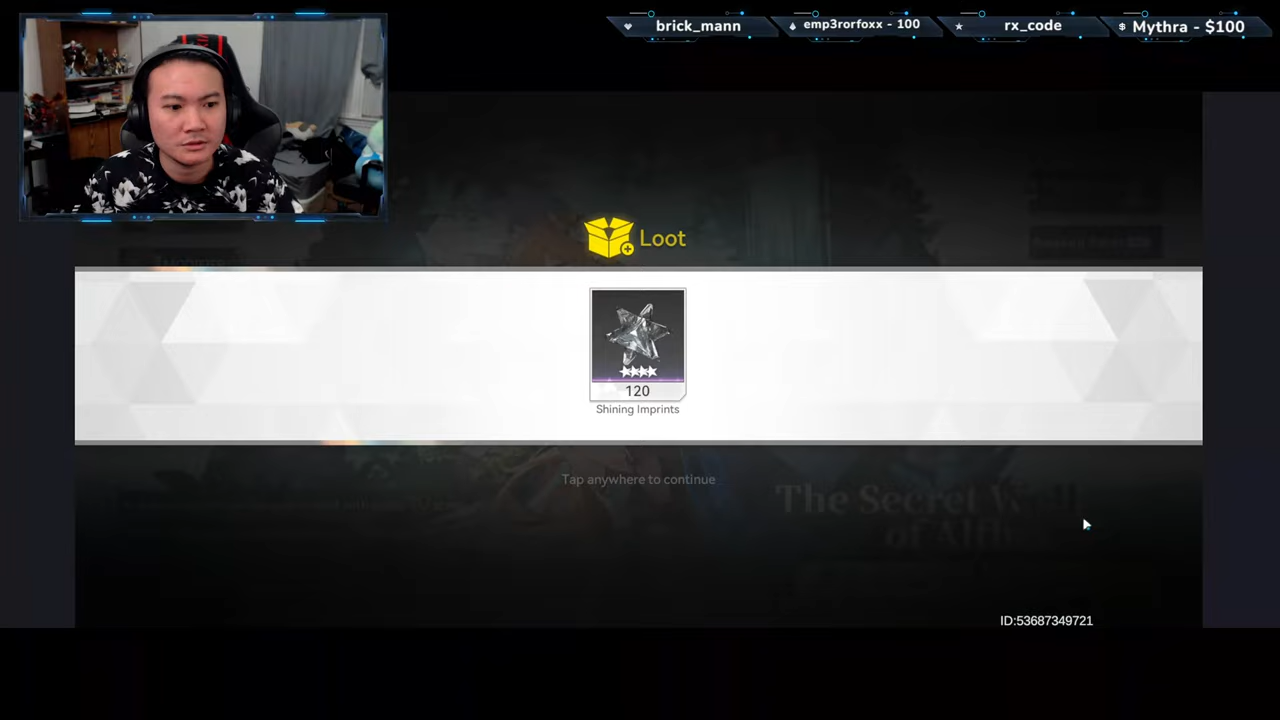 brick_mann
emp3rorfoxx - 100
rx_code
Mythra - $100
Loot
120
Shining Imprints
Tap anywhere to continue
The Secret
of
ID:53687349721